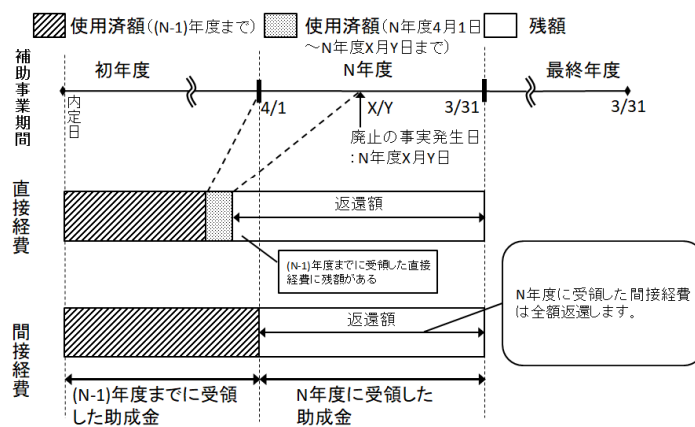 使用済額((N-1)年度まで)
使用済額(N年度4月1日
～N年度X月Y日まで)
残額
補助事業期間
初年度
N年度
最終年度
内定日
4/1
X/Y
3/31
3/31
廃止の事実発生日
:N年度X月Y日
直接経費
返還額
(N-1)年度までに受領した直接
経費に残額がある
N年度に受領した間接経費
は全額返還します。
間接経費
返還額
(N-1)年度までに受領
した助成金
N年度に受領した
助成金